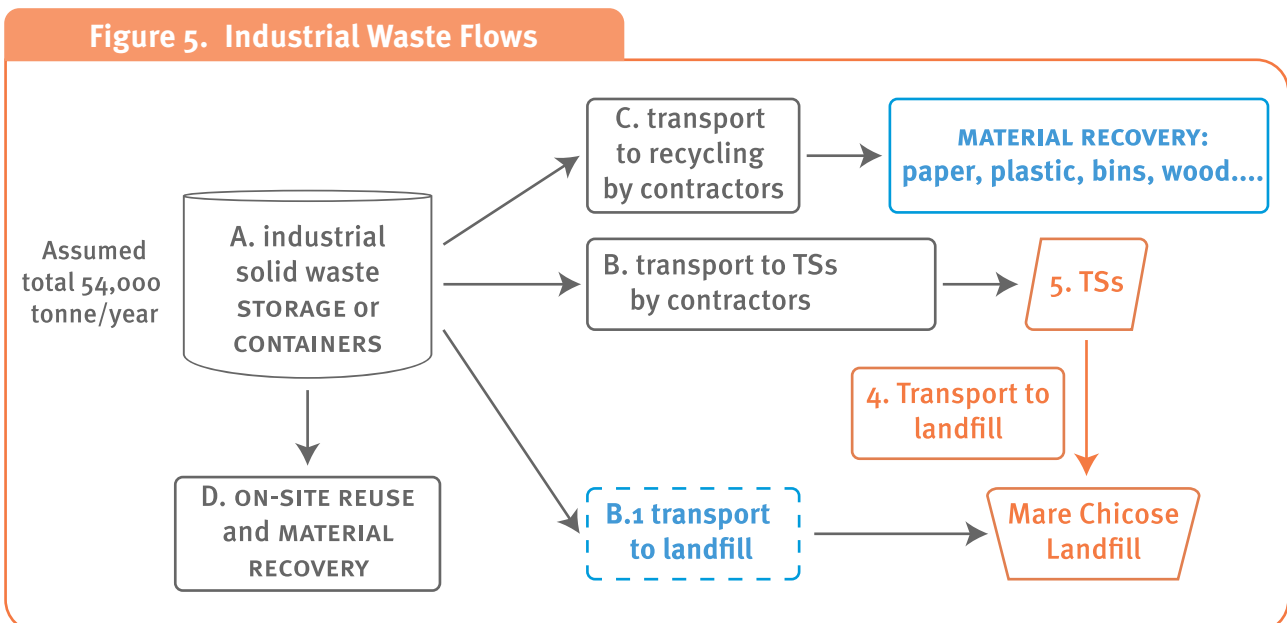 Figure 5. Industrial Waste Flows
Assumed
total 54,000
tonne/year
A. industrial
solid waste
STORAGE or
CONTAINERS
C. transport
to recycling
by contractors
MATERIAL RECOVERY:
paper, plastic, bins, wood....
B. transport to TSs
by contractors
5. TSs
4. Transport to
landfill
D. ON-SITE REUSE
and MATERIAL
RECOVERY
B.1 transport
to landfill
Mare Chicose
Landfill